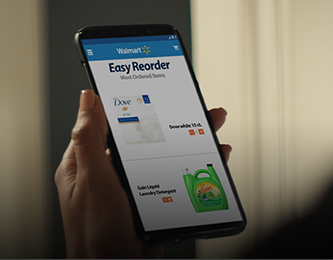 Walmart
Easy Reorder
Most Ordered Items
Dove
Dove white 10 ct.
Gain Liquid
Laundry Detergent
Gain